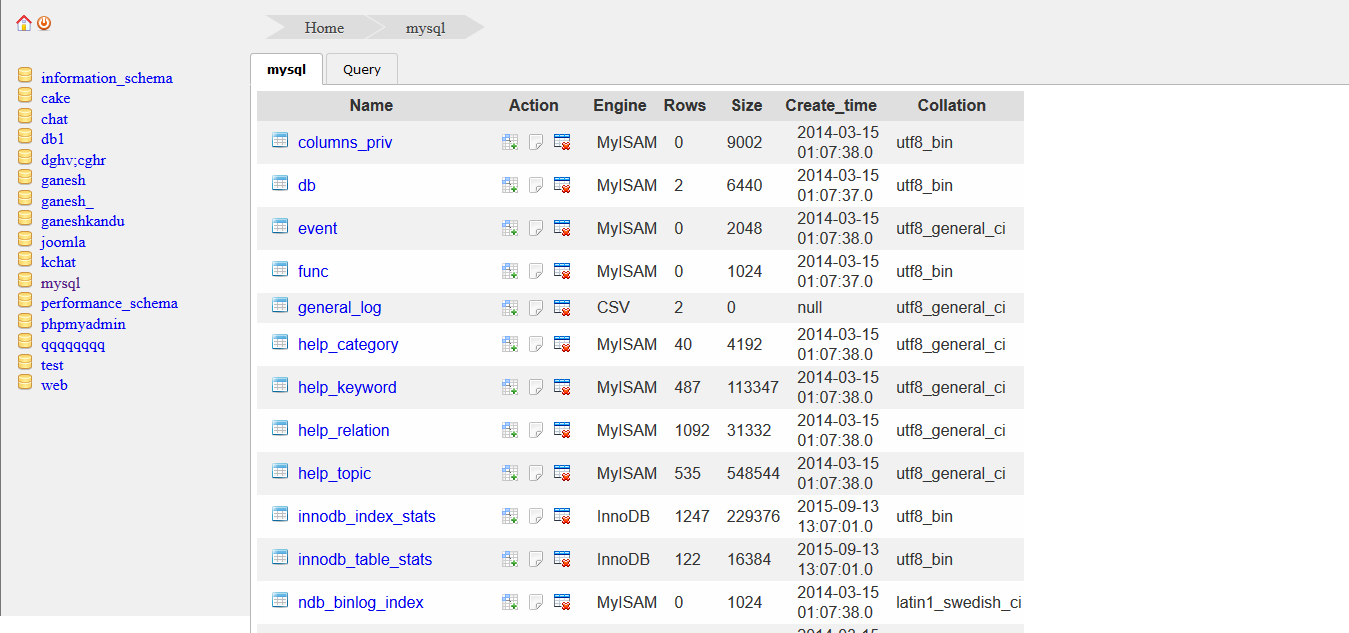 Home mysql
information_schema
cake
chat
db1
dghv;cghr
ganesh
ganesh_
ganeshkandu
joomla
kchat
mysql
performance_schema
phpmyadmin
qqqqqqqq
test
web
mysql Query
Name Action Engine Rows Size Create_time Collation
columns_priv MyISAM 0 9002 2014-03-15 01:07:38.0 utf8_bin
db MyISAM 2 6440 2014-03-15 01:07:37.0 utf8_bin
event MyISAM 0 2048 2014-03-15 01:07:38.0 utf8_general_ci
func MyISAM 0 1024 2014-03-15 01:07:37.0 utf8_bin
general_log CSV 2 0 null utf8_general_ci
help_category MyISAM 40 4192 2014-03-15 01:07:38.0 utf8_general_ci
help_keyword MyISAM 487 113347 2014-03-15 01:07:38.0 utf8_general_ci
help_relation MyISAM 1092 31332 2014-03-15 01:07:38.0 utf8_general_ci
help_topic MyISAM 535 548544 2014-03-15 01:07:38.0 utf8_general_ci
innodb_index_stats InnoDB 1247 229376 2015-09-13 13:07:01.0 utf8_bin
innodb_table_stats InnoDB 122 16384 2015-09-13 13:07:01.0 utf8_bin
ndb_binlog_index MyISAM 0 1024 2014-03-15 01:07:38.0 latin1_swedish_ci